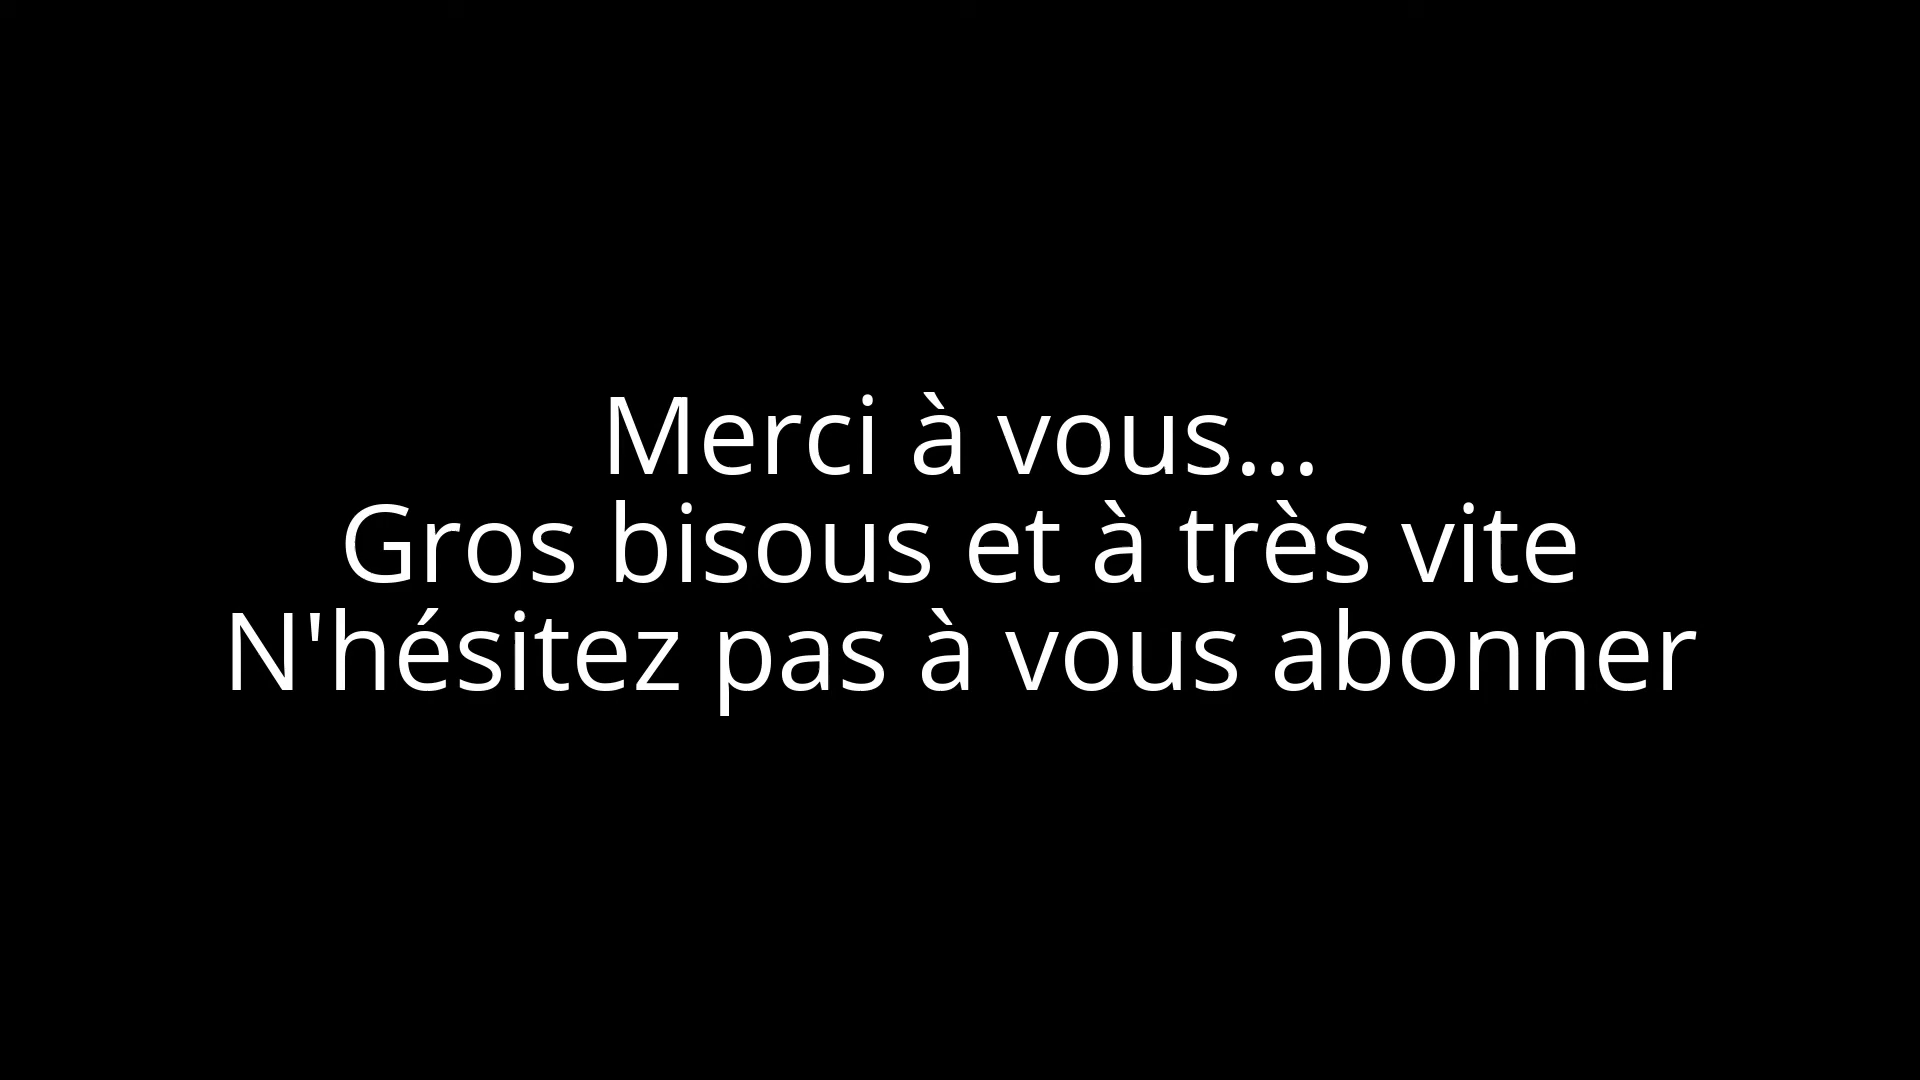 Merci à vous...
Gros bisous et à très vite
N'hésitez pas à vous abonner